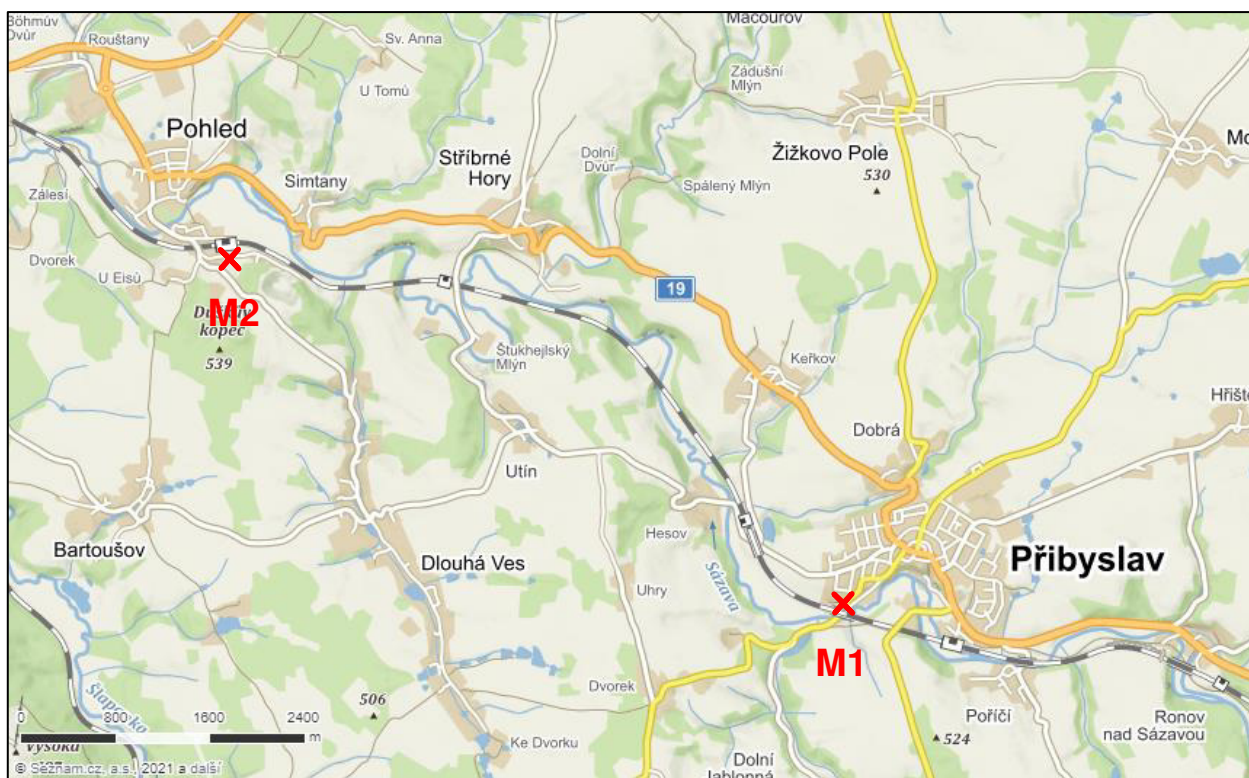 Böhmův
Dvůr
Rouštany
Sv. Anna
Macourov
U Tomů
Zádušní
Mlýn
Pohled
Stříbrné
Hory
Dolní
Dvůr
Žižkovo Pole
530
Simtany
Spálený Mlýn
Zálesí
Dvorek
U Eisů
M2
kopec
539
19
Štukhejlský
Mlýn
Keřkov
Hřiště
Dobrá
Utín
Hesov
Bartoušov
Dlouhá Ves
Přibyslav
Sázava
Uhry
M1
Dvorek
506
Poříčí
Ronov
nad Sázavou
524
Ke Dvorku
Dolní
Jablonná
0 800 1600 2400
m
Vysoká
© Seznam.cz, a.s., 2021 a další